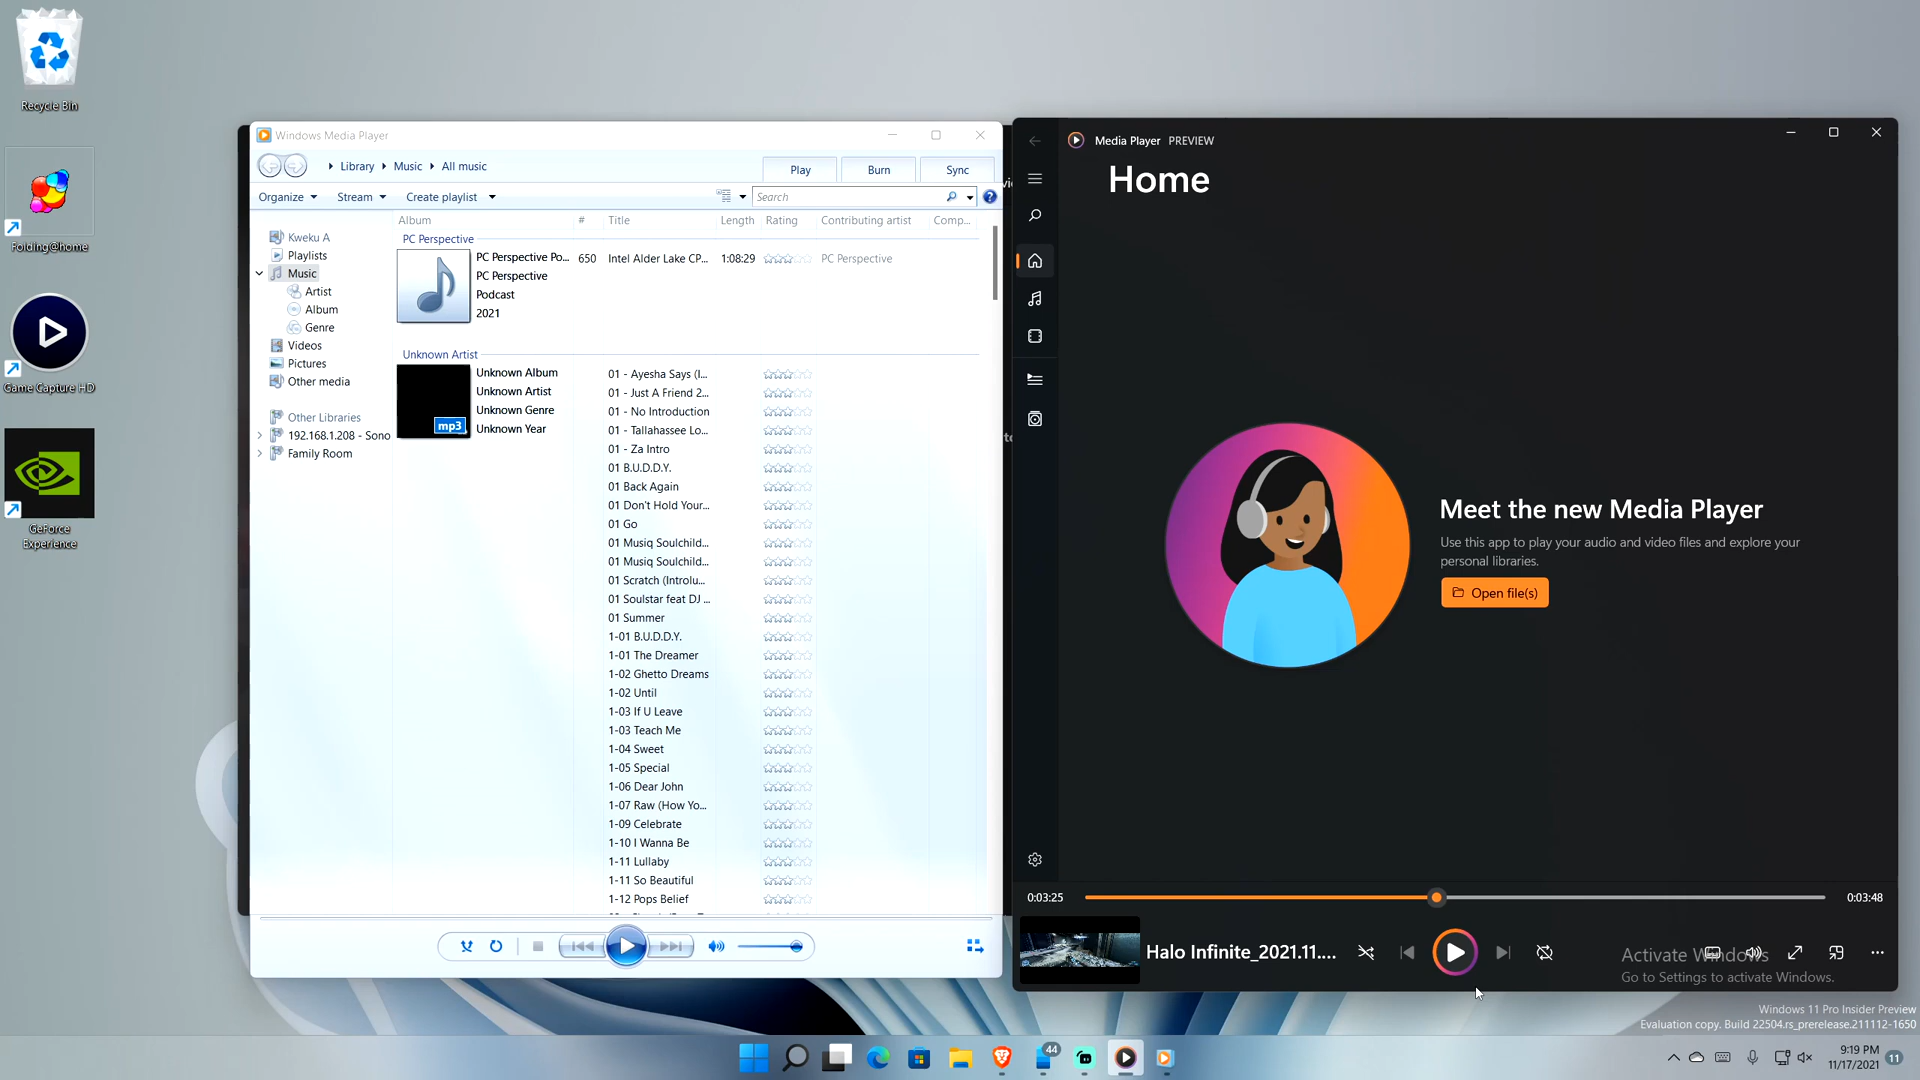 Recycle Bin
Folding@home
Game Capture HD
GeForce
Experience
Windows Media Player
Library
Music
All music
Play
Burn
Sync
Organize
Stream
Create playlist
Search
Kweku A
Playlists
Music
Artist
Album
Genre
Videos
Pictures
Other media
Other Libraries
192.168.1.208 - Sono
Family Room
Album
#
Title
Length
Rating
Contributing artist
Comp...
PC Perspective
PC Perspective Po...
PC Perspective
Podcast
2021
650
Intel Alder Lake CP...
1:08:29
PC Perspective
Unknown Artist
mp3
Unknown Album
Unknown Artist
Unknown Genre
Unknown Year
01 - Ayesha Says (I...
01 - Just A Friend 2...
01 - No Introduction
01 - Tallahassee Lo...
01 - Za Intro
01 B.U.D.D.Y.
01 Back Again
01 Don't Hold Your...
01 Go
01 Musiq Soulchild...
01 Musiq Soulchild...
01 Scratch (Introlu...
01 Soulstar feat DJ ...
01 Summer
1-01 B.U.D.D.Y.
1-01 The Dreamer
1-02 Ghetto Dreams
1-02 Until
1-03 If U Leave
1-03 Teach Me
1-04 Sweet
1-05 Special
1-06 Dear John
1-07 Raw (How Yo...
1-09 Celebrate
1-10 I Wanna Be
1-11 Lullaby
1-11 So Beautiful
1-12 Pops Belief
Media Player PREVIEW
Home
Meet the new Media Player
Use this app to play your audio and video files and explore your
personal libraries.
Open file(s)
0:03:25
0:03:48
Halo Infinite_2021.11....
Activate Windows
Go to Settings to activate Windows.
Windows 11 Pro Insider Preview
Evaluation copy. Build 22504.rs_prerelease.211112-1650
44
9:19 PM
11/17/2021
11